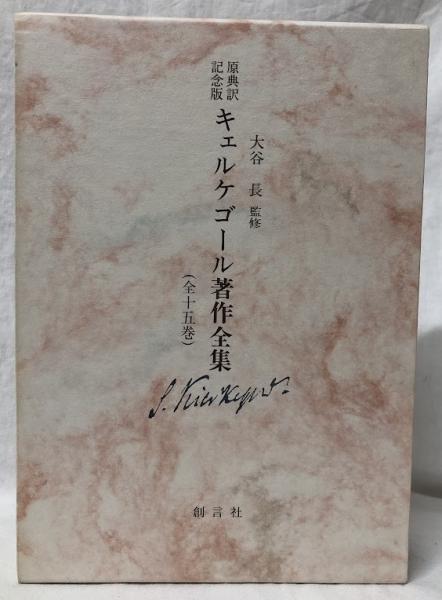 大谷 長 監修
原典訳
記念版
キェルケゴール著作全集
(全十五巻)
S. Kierkegaard
創言社